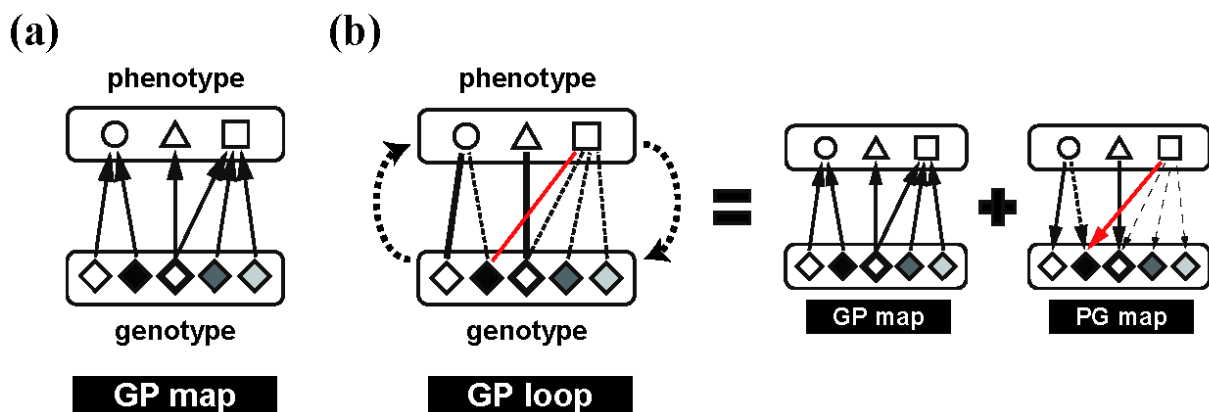 (a)
phenotype
genotype
GP map
(b)
phenotype
genotype
GP loop
=
GP map
+
PG map